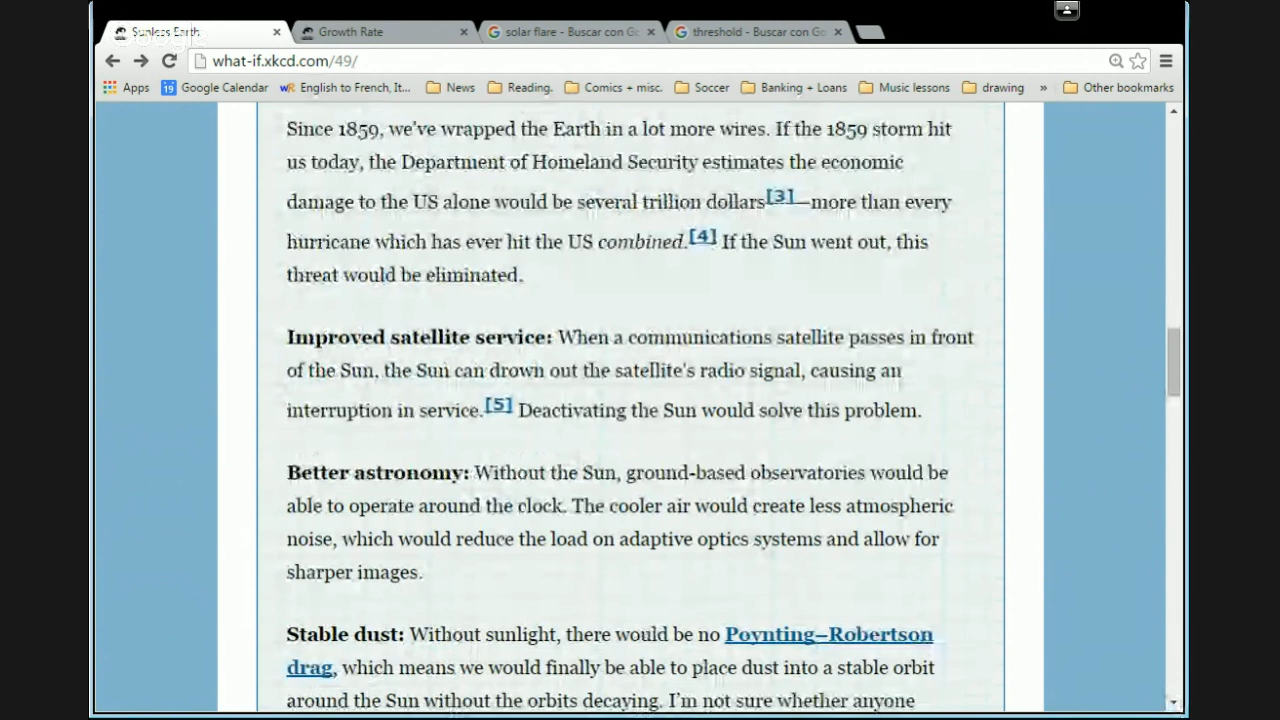 Sunless Earth
Growth Rate
solar flare - Buscar con Go
threshold - Buscar con Go
what-if.xkcd.com/49/
Apps
19
Google Calendar
WR
English to French, It...
News
Reading.
Comics + misc.
Soccer
Banking + Loans
Music lessons
drawing
»
Other bookmarks
Since 1859, we've wrapped the Earth in a lot more wires. If the 1859 storm hit
us today, the Department of Homeland Security estimates the economic
damage to the US alone would be several trillion dollars[3]—more than every
hurricane which has ever hit the US combined.[4] If the Sun went out, this
threat would be eliminated.
Improved satellite service: When a communications satellite passes in front
of the Sun, the Sun can drown out the satellite's radio signal, causing an
interruption in service.[5] Deactivating the Sun would solve this problem.
Better astronomy: Without the Sun, ground-based observatories would be
able to operate around the clock. The cooler air would create less atmospheric
noise, which would reduce the load on adaptive optics systems and allow for
sharper images.
Stable dust: Without sunlight, there would be no Poynting–Robertson
drag, which means we would finally be able to place dust into a stable orbit
around the Sun without the orbits decaying. I'm not sure whether anyone